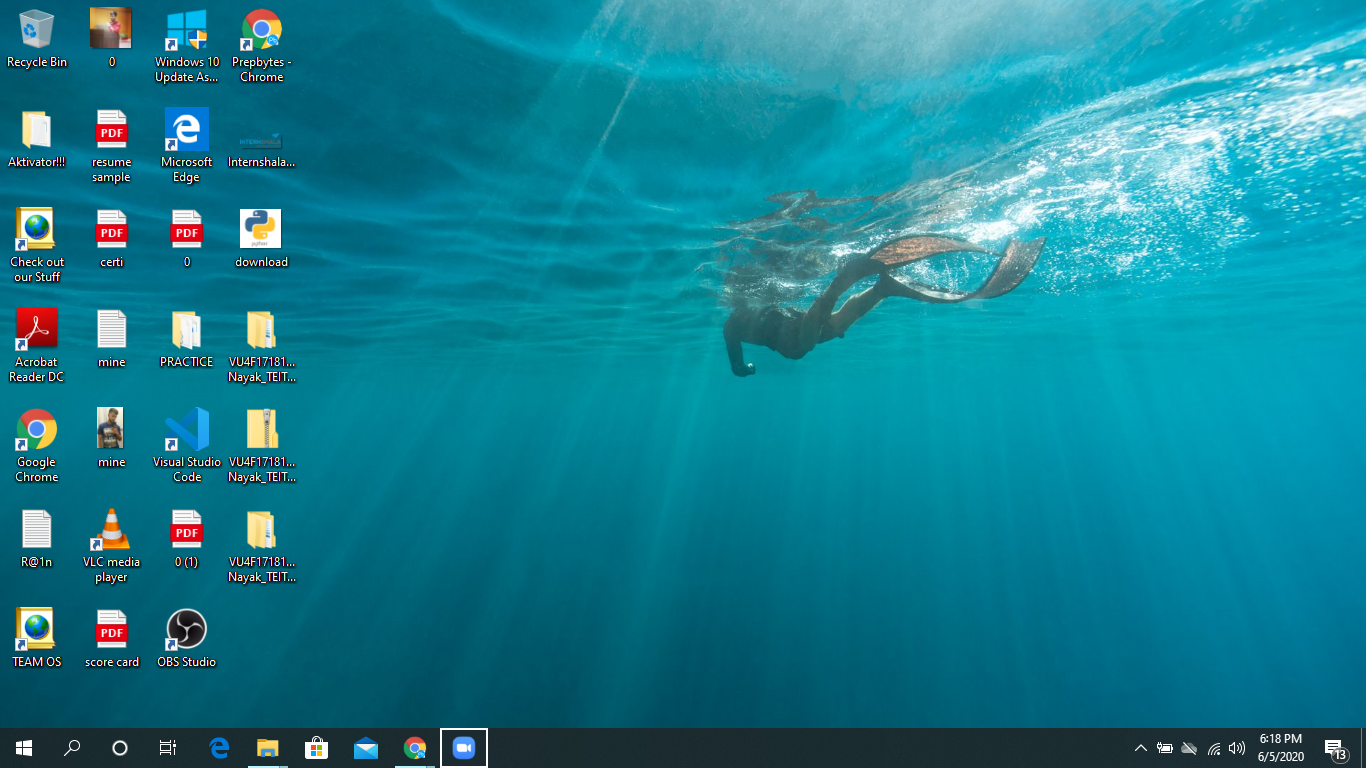 Recycle Bin
0
Windows 10
Update As...
Prepbytes -
Chrome
Aktivator!!!
PDF
resume
sample
Microsoft
Edge
INTERNSHALA
Internshala...
Check out
our Stuff
PDF
certi
PDF
0
python
download
Acrobat
Reader DC
mine
PRACTICE
VU4F17181...
Nayak_TEIT...
Google
Chrome
mine
Visual Studio
Code
VU4F17181...
Nayak_TEIT...
R@1n
VLC media
player
PDF
0 (1)
VU4F17181...
Nayak_TEIT...
TEAM OS
PDF
score card
OBS Studio
6:18 PM
6/5/2020
13